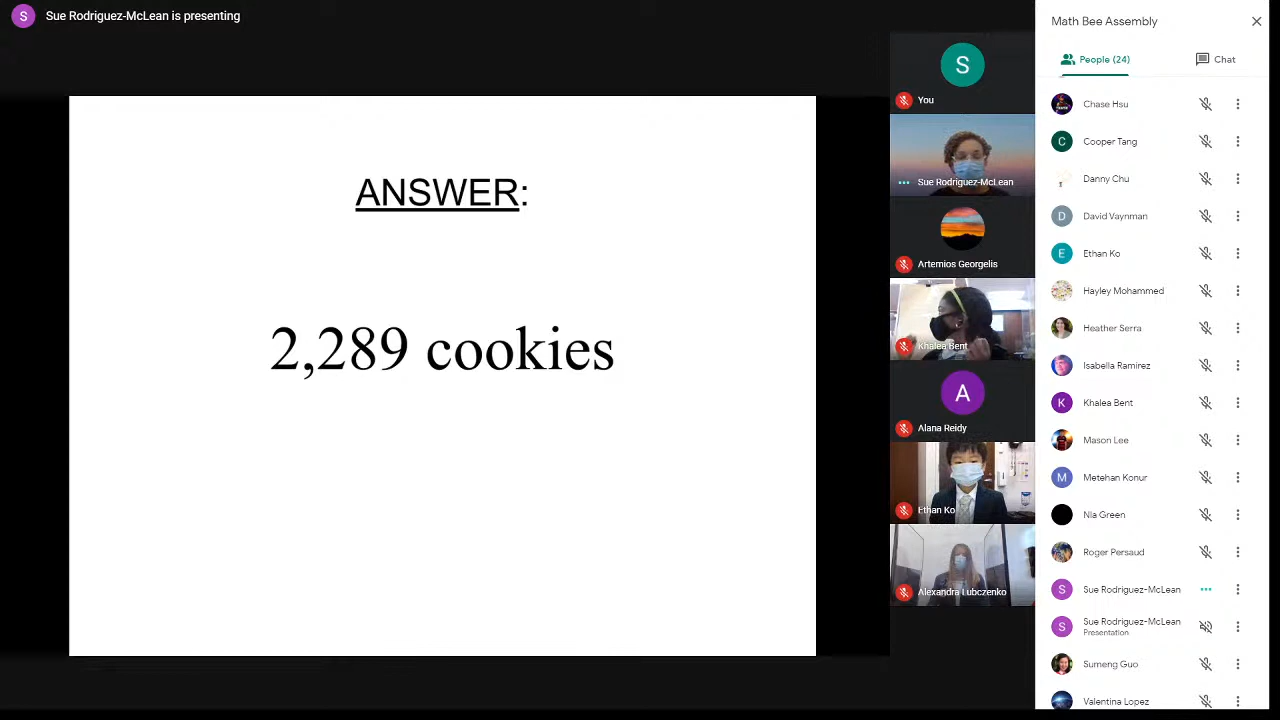 S
Sue Rodriguez-McLean is presenting
ANSWER:
2,289 cookies
S
You
Sue Rodriguez-McLean
Artemios Georgelis
Khalea Bent
A
Alana Reidy
Ethan Ko
Alexandra Lubczenko
Math Bee Assembly
People (24)
Chat
Chase Hsu
C
Cooper Tang
Danny Chu
D
David Vaynman
E
Ethan Ko
Hayley Mohammed
Heather Serra
Isabella Ramirez
K
Khalea Bent
Mason Lee
M
Metehan Konur
Nia Green
Roger Persaud
S
Sue Rodriguez-McLean
S
Sue Rodriguez-McLean
Presentation
Sumeng Guo
Valentina Lopez